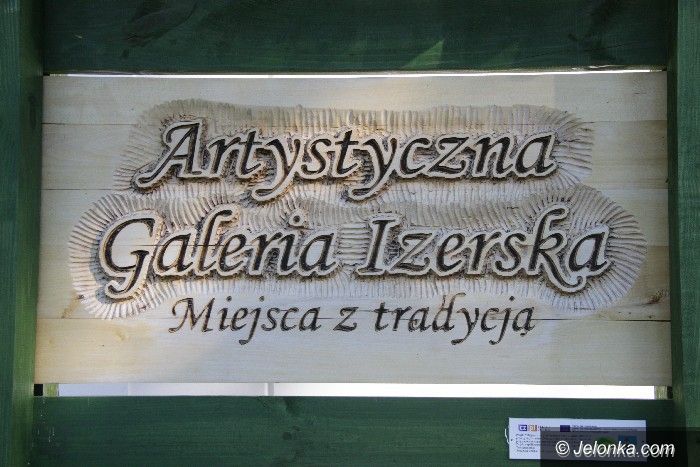 Artystyczna
Galeria Izerska
Miejsca z tradycją
© Jelonka.com